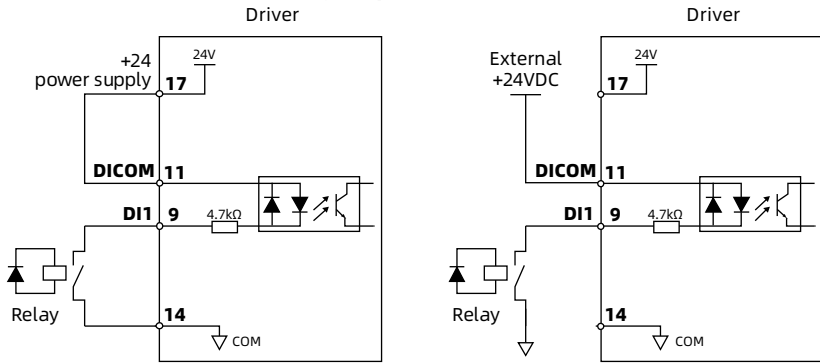 Driver
+24
power supply
17
24V
DICOM
11
DI1
9
4.7kΩ
Relay
14
COM
Driver
External
+24VDC
17
24V
DICOM
11
DI1
9
4.7kΩ
Relay
14
COM